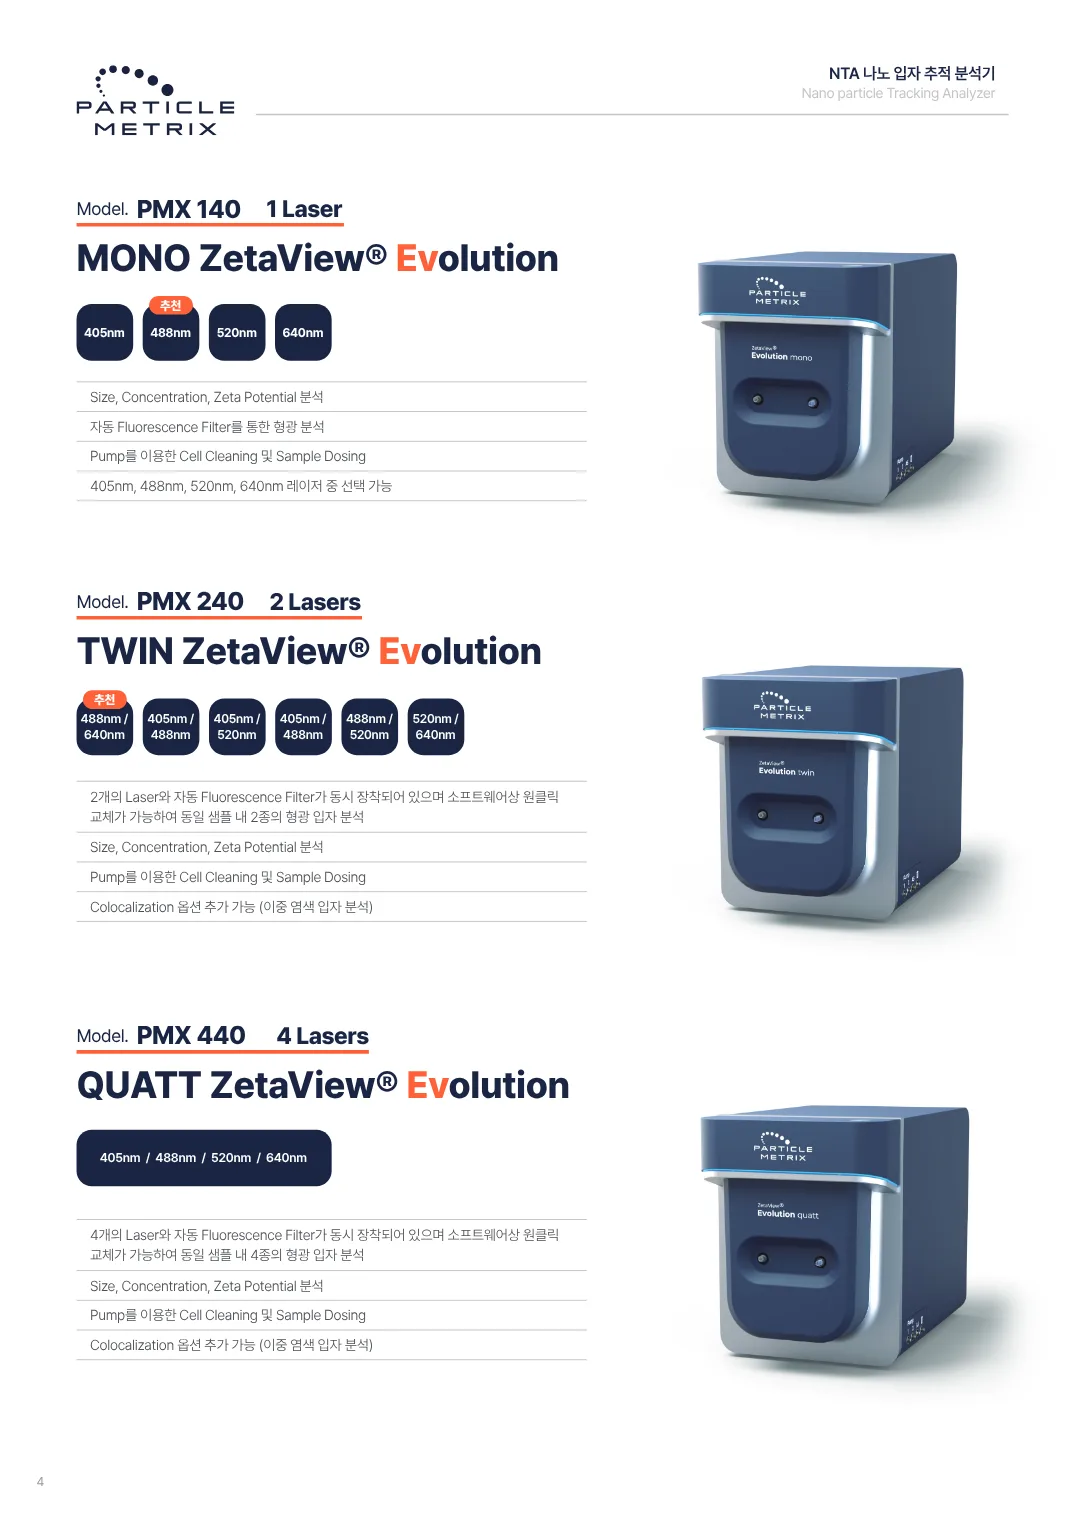 PARTICLE
METRIX
NTA 나노 입자 추적 분석기
Nano particle Tracking Analyzer
Model. PMX 140 1 Laser
MONO ZetaView® Evolution
추천
405nm 488nm 520nm 640nm
Size, Concentration, Zeta Potential 분석
자동 Fluorescence Filter를 통한 형광 분석
Pump를 이용한 Cell Cleaning 및 Sample Dosing
405nm, 488nm, 520nm, 640nm 레이저 중 선택 가능
PARTICLE
METRIX
ZetaView®
Evolution mono
Model. PMX 240 2 Lasers
TWIN ZetaView® Evolution
추천
488nm / 405nm / 405nm / 405nm / 488nm / 520nm /
640nm 488nm 520nm 488nm 520nm 640nm
2개의 Laser와 자동 Fluorescence Filter가 동시 장착되어 있으며 소프트웨어상 원클릭
교체가 가능하여 동일 샘플 내 2종의 형광 입자 분석
Size, Concentration, Zeta Potential 분석
Pump를 이용한 Cell Cleaning 및 Sample Dosing
Colocalization 옵션 추가 가능 (이중 염색 입자 분석)
PARTICLE
METRIX
ZetaView®
Evolution twin
Model. PMX 440 4 Lasers
QUATT ZetaView® Evolution
405nm / 488nm / 520nm / 640nm
4개의 Laser와 자동 Fluorescence Filter가 동시 장착되어 있으며 소프트웨어상 원클릭
교체가 가능하여 동일 샘플 내 4종의 형광 입자 분석
Size, Concentration, Zeta Potential 분석
Pump를 이용한 Cell Cleaning 및 Sample Dosing
Colocalization 옵션 추가 가능 (이중 염색 입자 분석)
PARTICLE
METRIX
ZetaView®
Evolution quatt
4